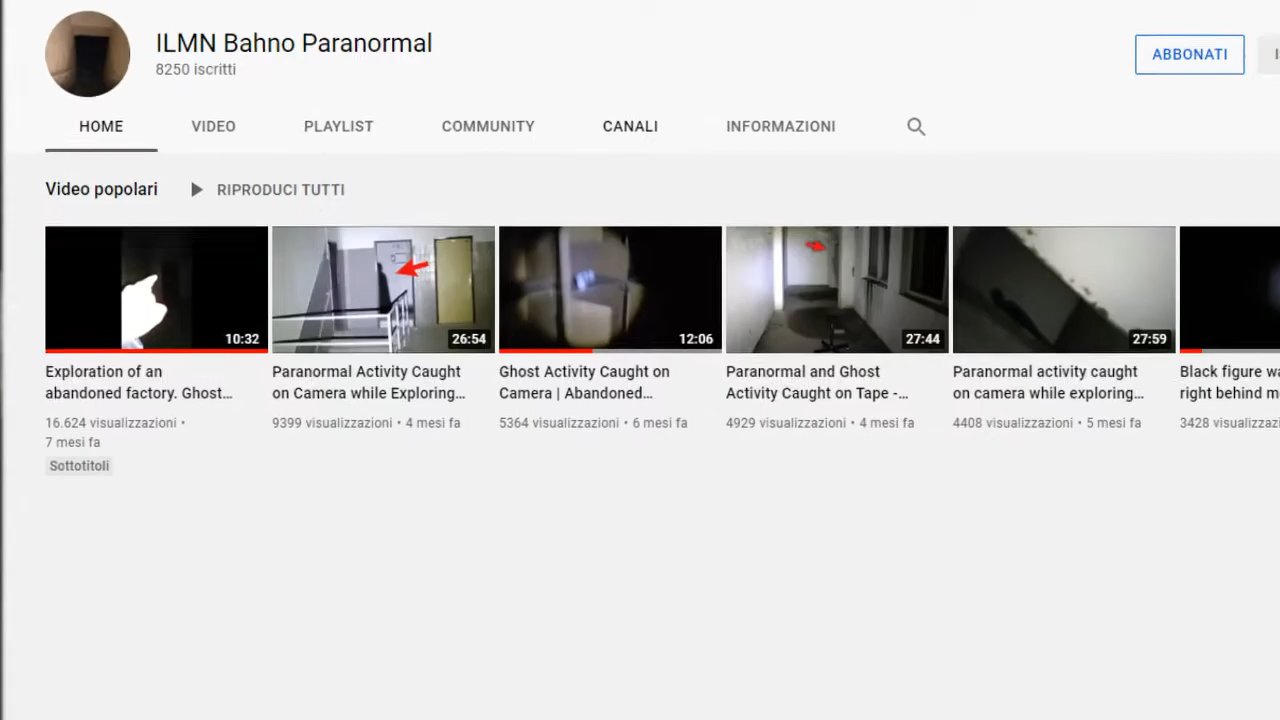 ILMN Bahno Paranormal
8250 iscritti
ABBONATI
HOME VIDEO PLAYLIST COMMUNITY CANALI INFORMAZIONI
Video popolari RIPRODUCI TUTTI
10:32 26:54 12:06 27:44 27:59
Exploration of an
abandoned factory. Ghost…
16.624 visualizzazioni •
7 mesi fa
Sottotitoli
Paranormal Activity Caught
on Camera while Exploring…
9399 visualizzazioni • 4 mesi fa
Ghost Activity Caught on
Camera | Abandoned…
5364 visualizzazioni • 6 mesi fa
Paranormal and Ghost
Activity Caught on Tape -…
4929 visualizzazioni • 4 mesi fa
Paranormal activity caught
on camera while exploring…
4408 visualizzazioni • 5 mesi fa
Black figure wa
right behind m
3428 visualizzazi